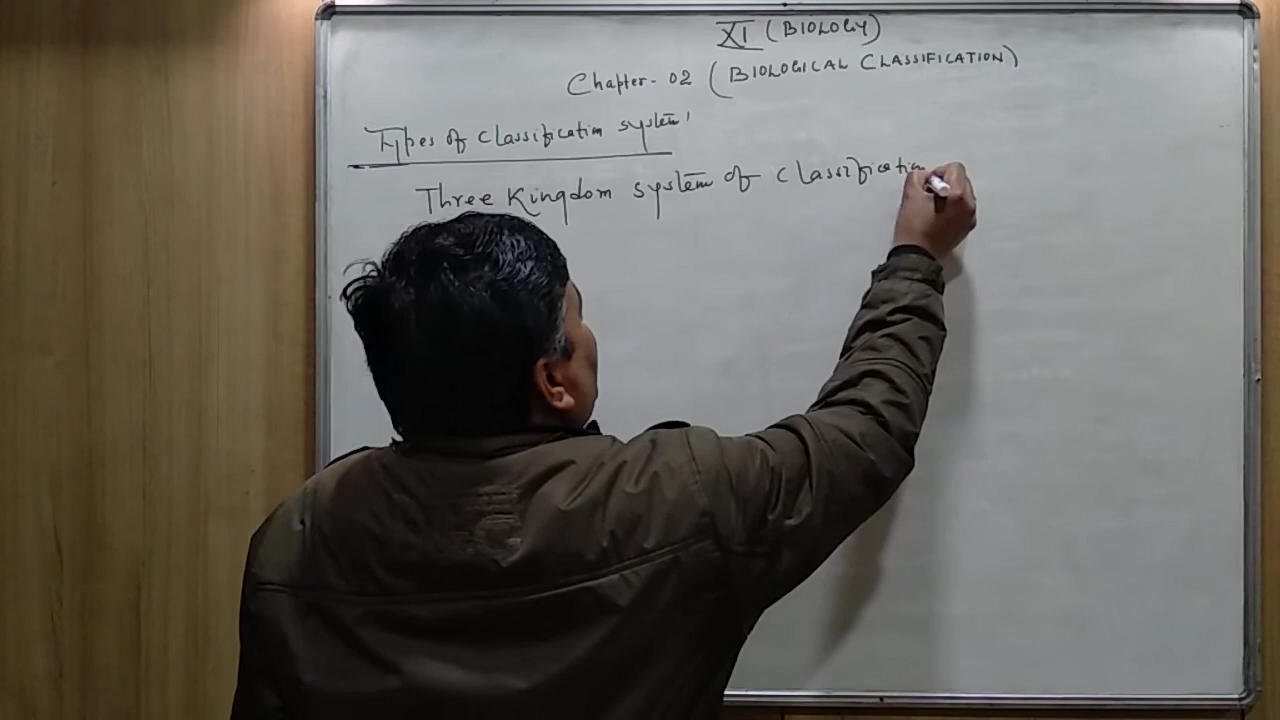 XI (BIOLOGY)
Chapter-02 (BIOLOGICAL CLASSIFICATION)
Types of classification system'
Three Kingdom system of classification